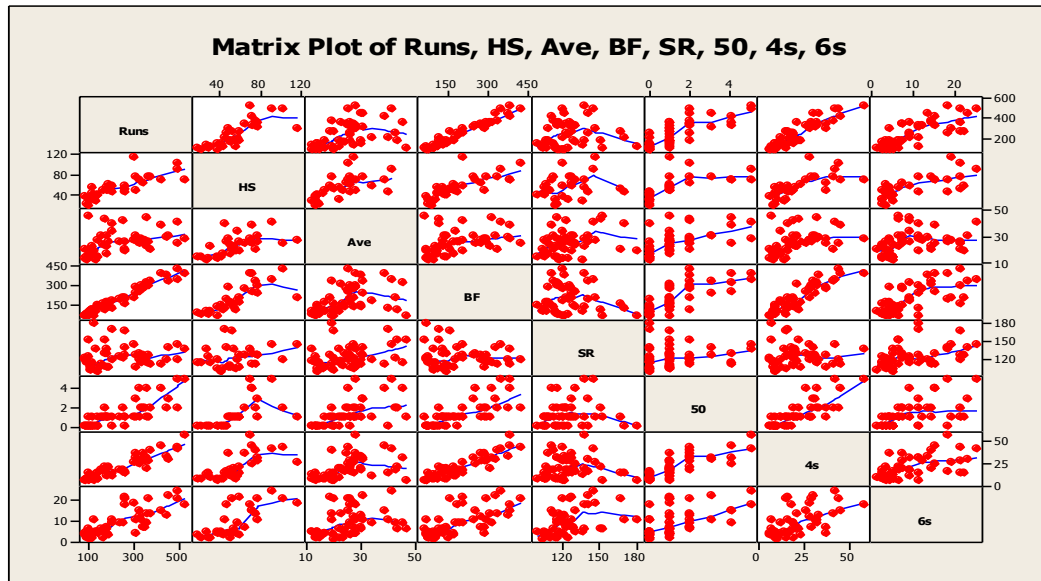 Matrix Plot of Runs, HS, Ave, BF, SR, 50, 4s, 6s
40 80 120 150 300 450 0 2 4 0 10 20
Runs 600 400 200
120 80 40 HS
Ave 50 30 10
450 300 150 BF
SR 180 150 120
4 2 0 50
4s 50 25 0
20 10 0 6s
100 300 500 10 30 50 120 150 180 0 25 50